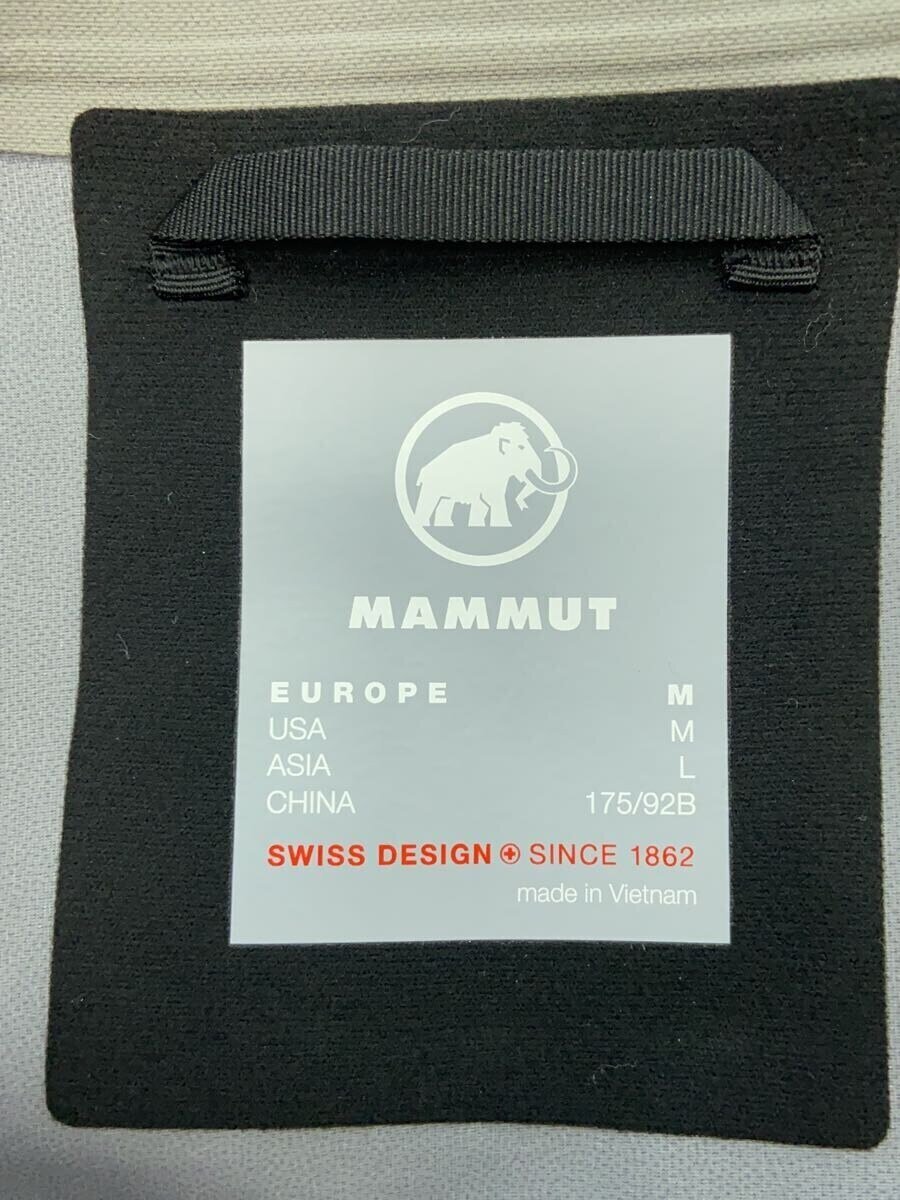 MAMMUT
EUROPE M
USA M
ASIA L
CHINA 175/92B
SWISS DESIGN SINCE 1862
made in Vietnam